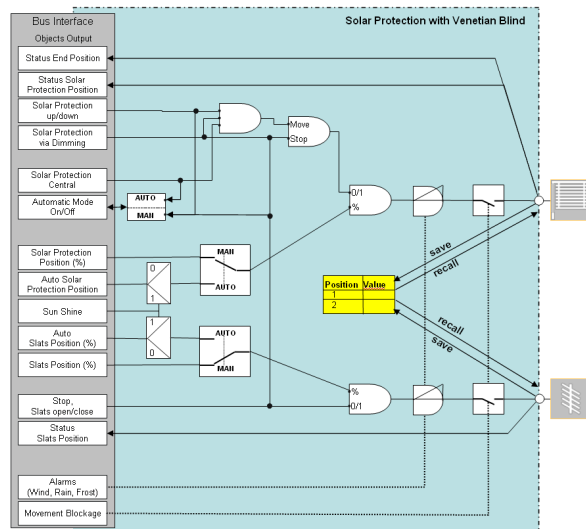 Bus Interface
Solar Protection with Venetian Blind
Objects Output
Status End Position
Status Solar
Protection Position
Solar Protection
up/down
Solar Protection
via Dimming
Move
Stop
Solar Protection
Central
Automatic Mode
On/Off
AUTO
MAN
0/1
%
Solar Protection
Position (%)
Auto Solar
Protection Position
0
1
MAN
AUTO
save
recall
Sun Shine
Position Value
1
2
Auto
Slats Position (%)
1
0
AUTO
MAN
recall
save
Slats Position (%)
Stop,
Slats open/close
%
0/1
Status
Slats Position
Alarms
(Wind, Rain, Frost)
Movement Blockage